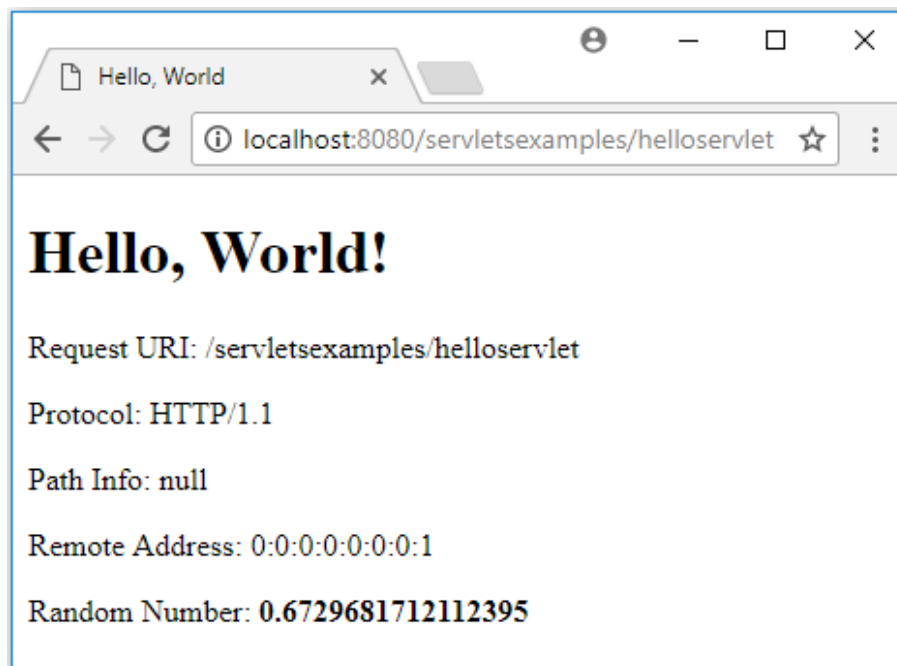 Hello, World
localhost:8080/servletsexamples/helloservlet
Hello, World!
Request URI: /servletsexamples/helloservlet
Protocol: HTTP/1.1
Path Info: null
Remote Address: 0:0:0:0:0:0:0:1
Random Number: 0.6729681712112395